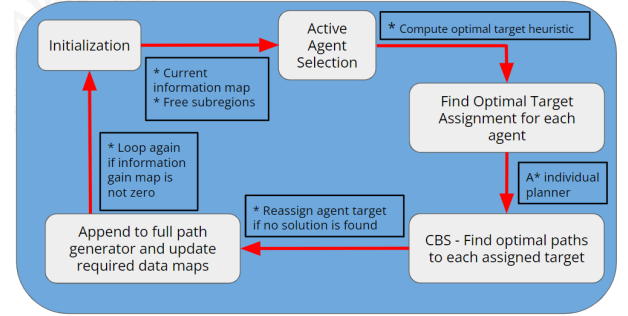 Initialization
Active
Agent
Selection
* Compute optimal target heuristic
* Current
information map
* Free subregions
Find Optimal Target
Assignment for each
agent
* Loop again
if information
gain map is
not zero
A* individual
planner
* Reassign agent target
if no solution is found
Append to full path
generator and update
required data maps
CBS - Find optimal paths
to each assigned target